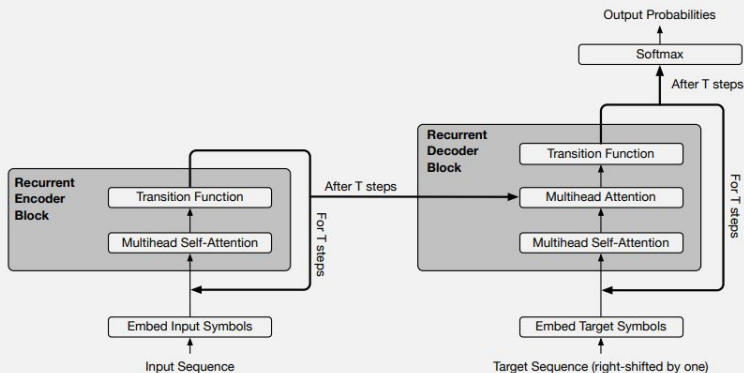 Output Probabilities
Softmax
After T steps
Recurrent
Decoder
Block
Transition Function
Multihead Attention
Multihead Self-Attention
For T steps
Embed Target Symbols
Target Sequence (right-shifted by one)
After T steps
Recurrent
Encoder
Block
Transition Function
Multihead Self-Attention
For T steps
Embed Input Symbols
Input Sequence